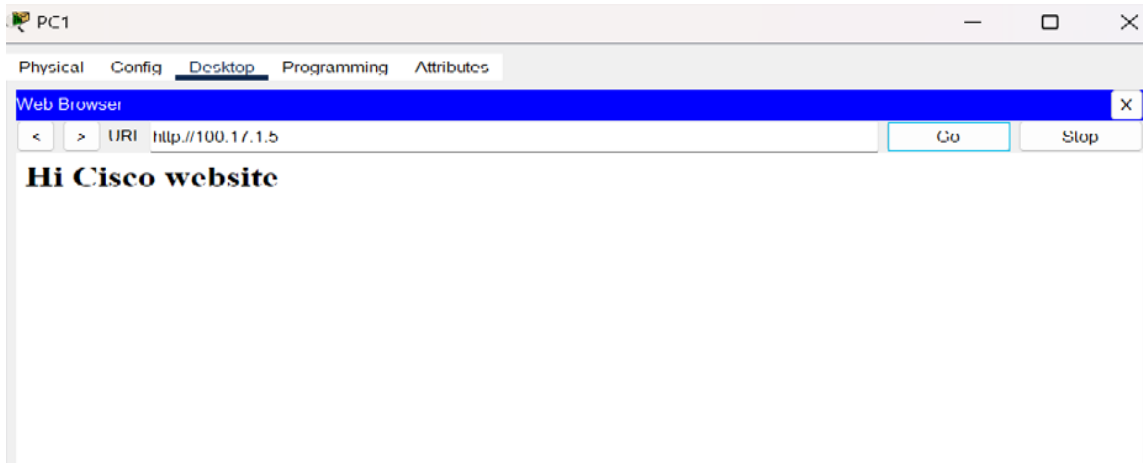 PC1
Physical Config Desktop Programming Attributes
Web Browser X
< > URL http://100.17.1.5 Go Stop
Hi Cisco website